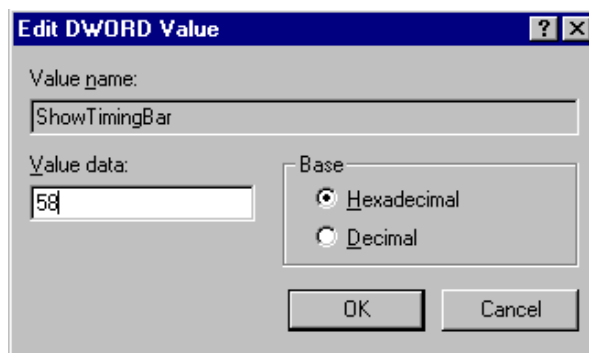 Edit DWORD Value
Value name:
ShowTimingBar
Value data:
58
Base
Hexadecimal
Decimal
OK
Cancel